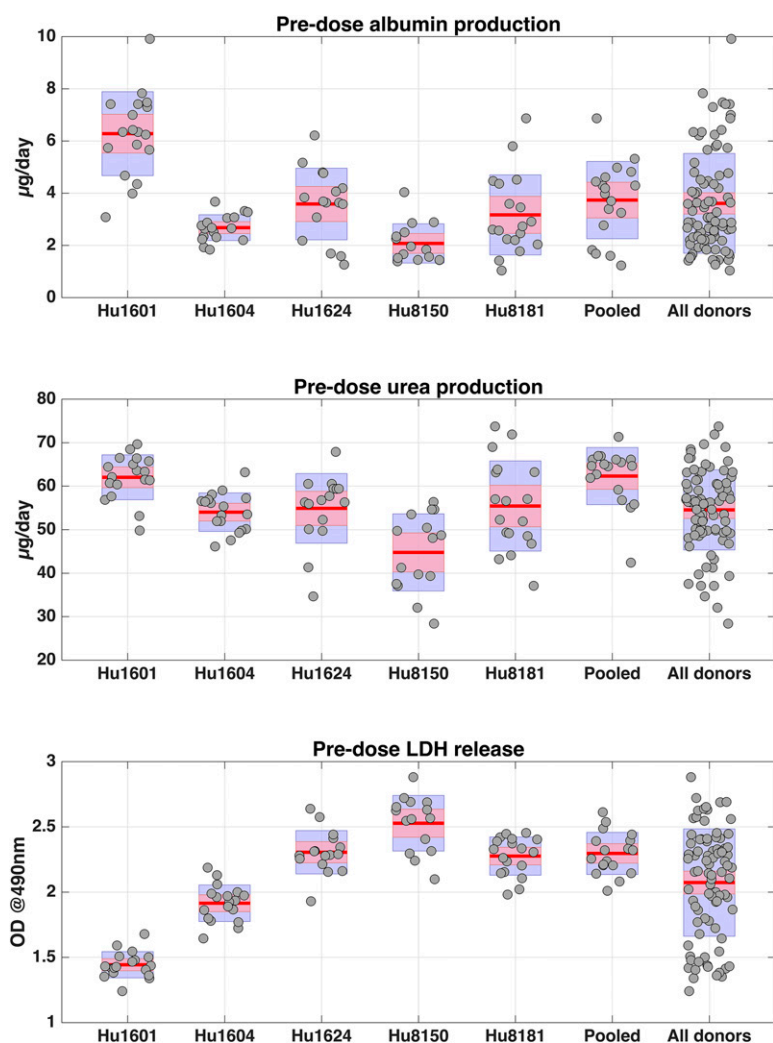 Pre-dose albumin production
10
8
6
4
2
0
µg/day
Hu1601 Hu1604 Hu1624 Hu8150 Hu8181 Pooled All donors
Pre-dose urea production
80
70
60
50
40
30
20
µg/day
Hu1601 Hu1604 Hu1624 Hu8150 Hu8181 Pooled All donors
Pre-dose LDH release
3
2.5
2
1.5
1
OD @490nm
Hu1601 Hu1604 Hu1624 Hu8150 Hu8181 Pooled All donors